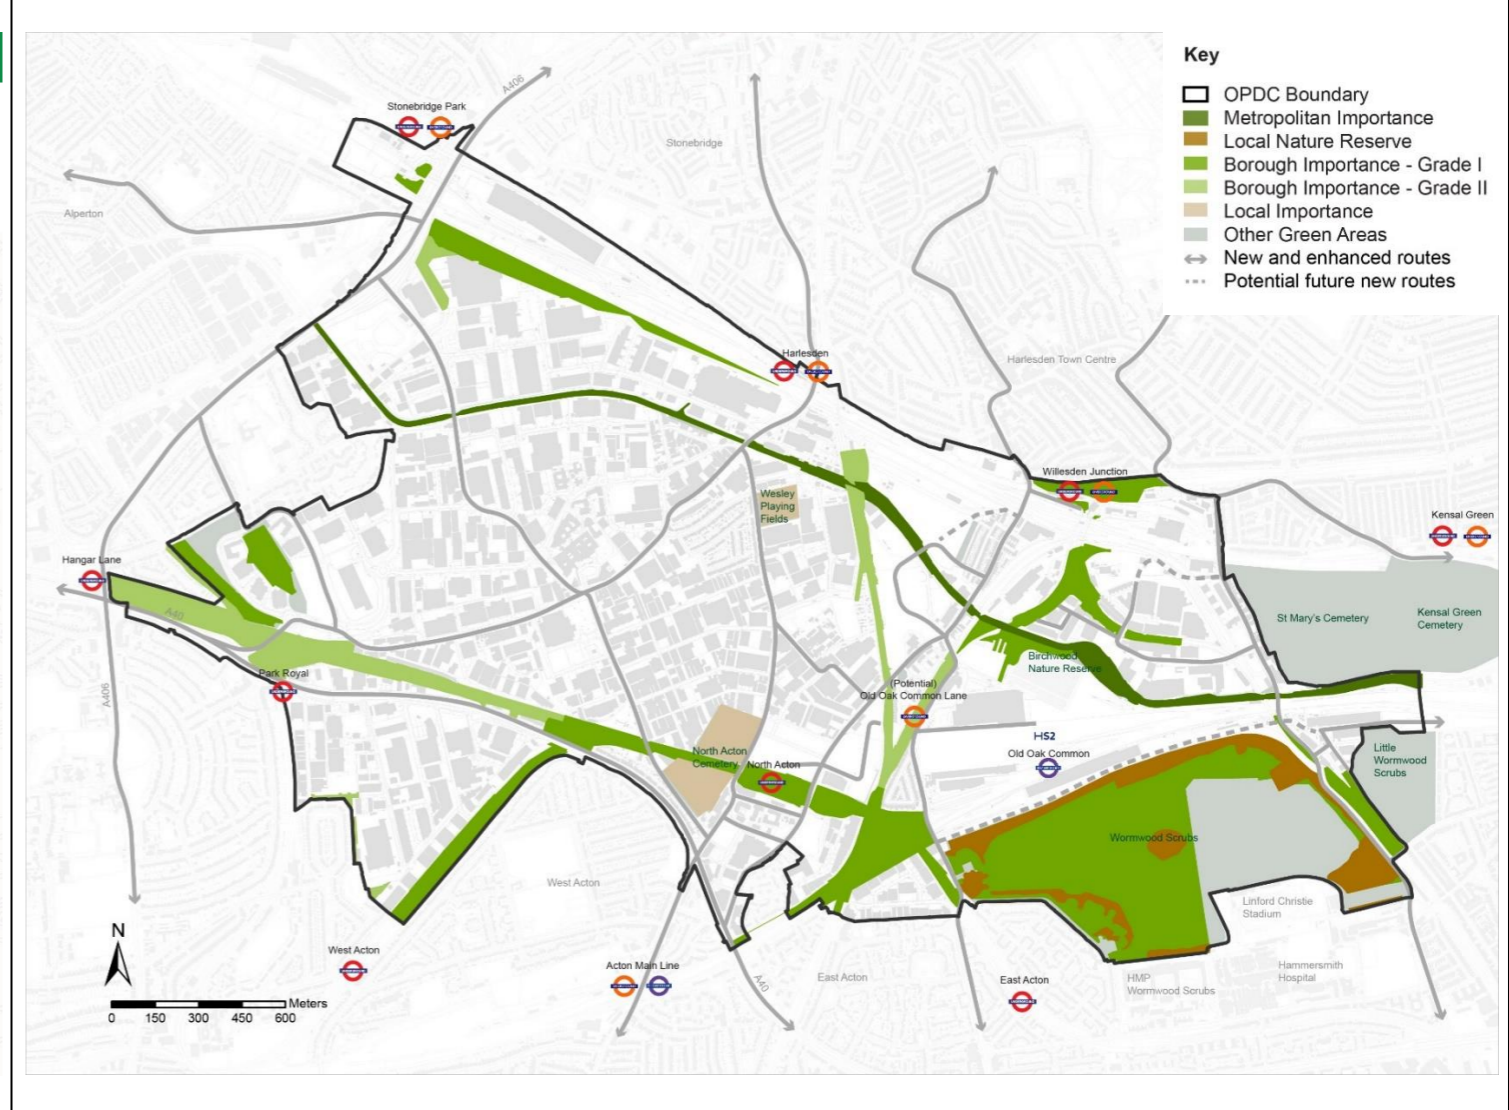 Key
OPDC Boundary
Metropolitan Importance
Local Nature Reserve
Borough Importance - Grade I
Borough Importance - Grade II
Local Importance
Other Green Areas
New and enhanced routes
Potential future new routes
A406
Stonebridge Park
Stonebridge
Alperton
Harlesden
Harlesden Town Centre
Willesden Junction
Wesley
Playing
Fields
Kensal Green
Hangar Lane
A40
St Mary's Cemetery
Kensal Green
Cemetery
Birchwood
Nature Reserve
Park Royal
A406
(Potential)
Old Oak Common Lane
HS2
Old Oak Common
North Acton
Cemetery
North Acton
Little
Wormwood
Scrubs
Wormwood Scrubs
West Acton
Linford Christie
Stadium
N
West Acton
Acton Main Line
A40
East Acton
East Acton
HMP
Wormwood Scrubs
Hammersmith
Hospital
Meters
0 150 300 450 600